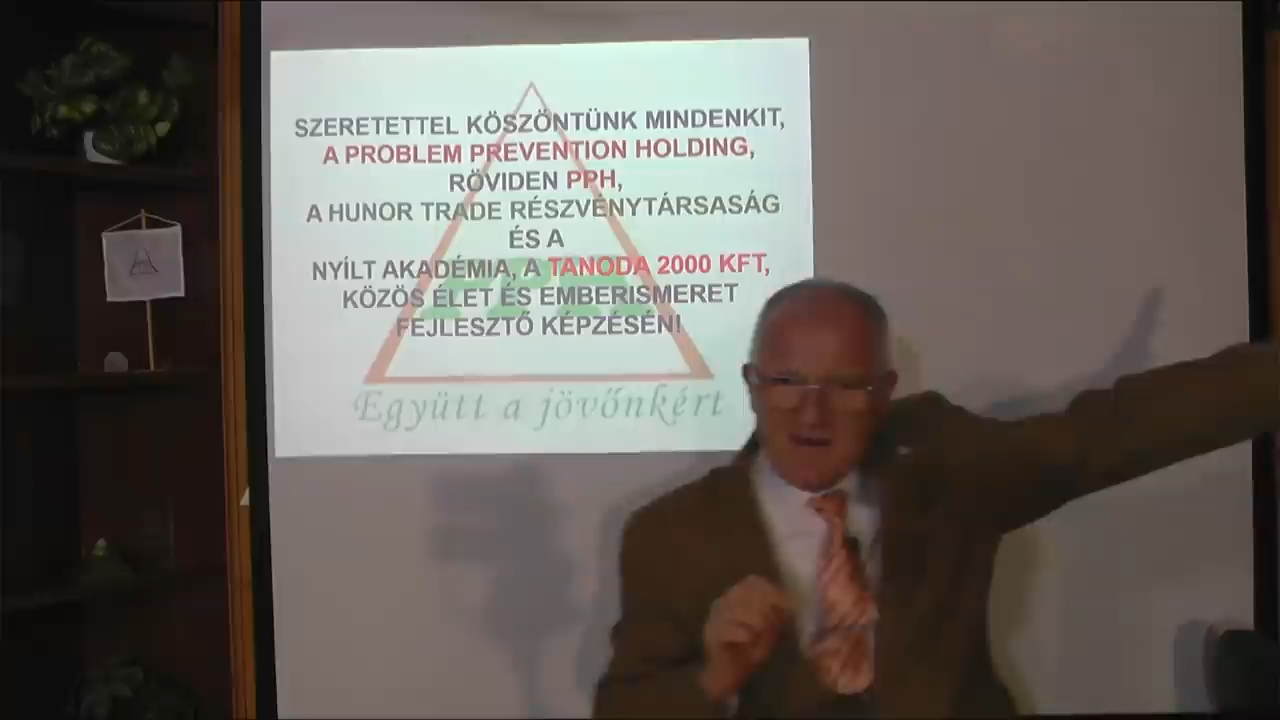 SZERETETTEL KÖSZÖNTÜNK MINDENKIT,
A PROBLEM PREVENTION HOLDING,
RÖVIDEN PPH,
A HUNOR TRADE RÉSZVÉNYTÁRSASÁG
ÉS A
NYÍLT AKADÉMIA, A TANODA 2000 KFT,
KÖZÖS ÉLET ÉS EMBERISMERET
FEJLESZTŐ KÉPZÉSÉN!
PPH
Együtt a jövőnkért